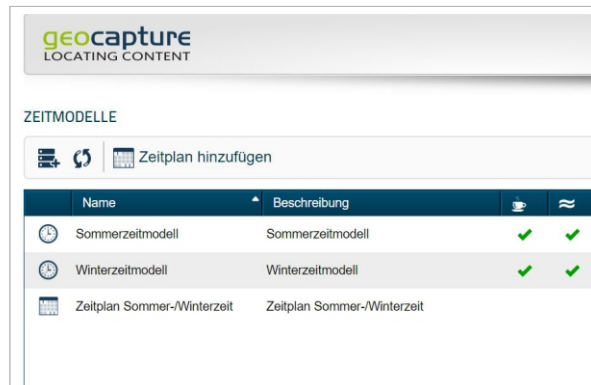 geocapture
LOCATING CONTENT
ZEITMODELLE
Zeitplan hinzufügen
Name Beschreibung
Sommerzeitmodell Sommerzeitmodell
Winterzeitmodell Winterzeitmodell
Zeitplan Sommer-/Winterzeit Zeitplan Sommer-/Winterzeit